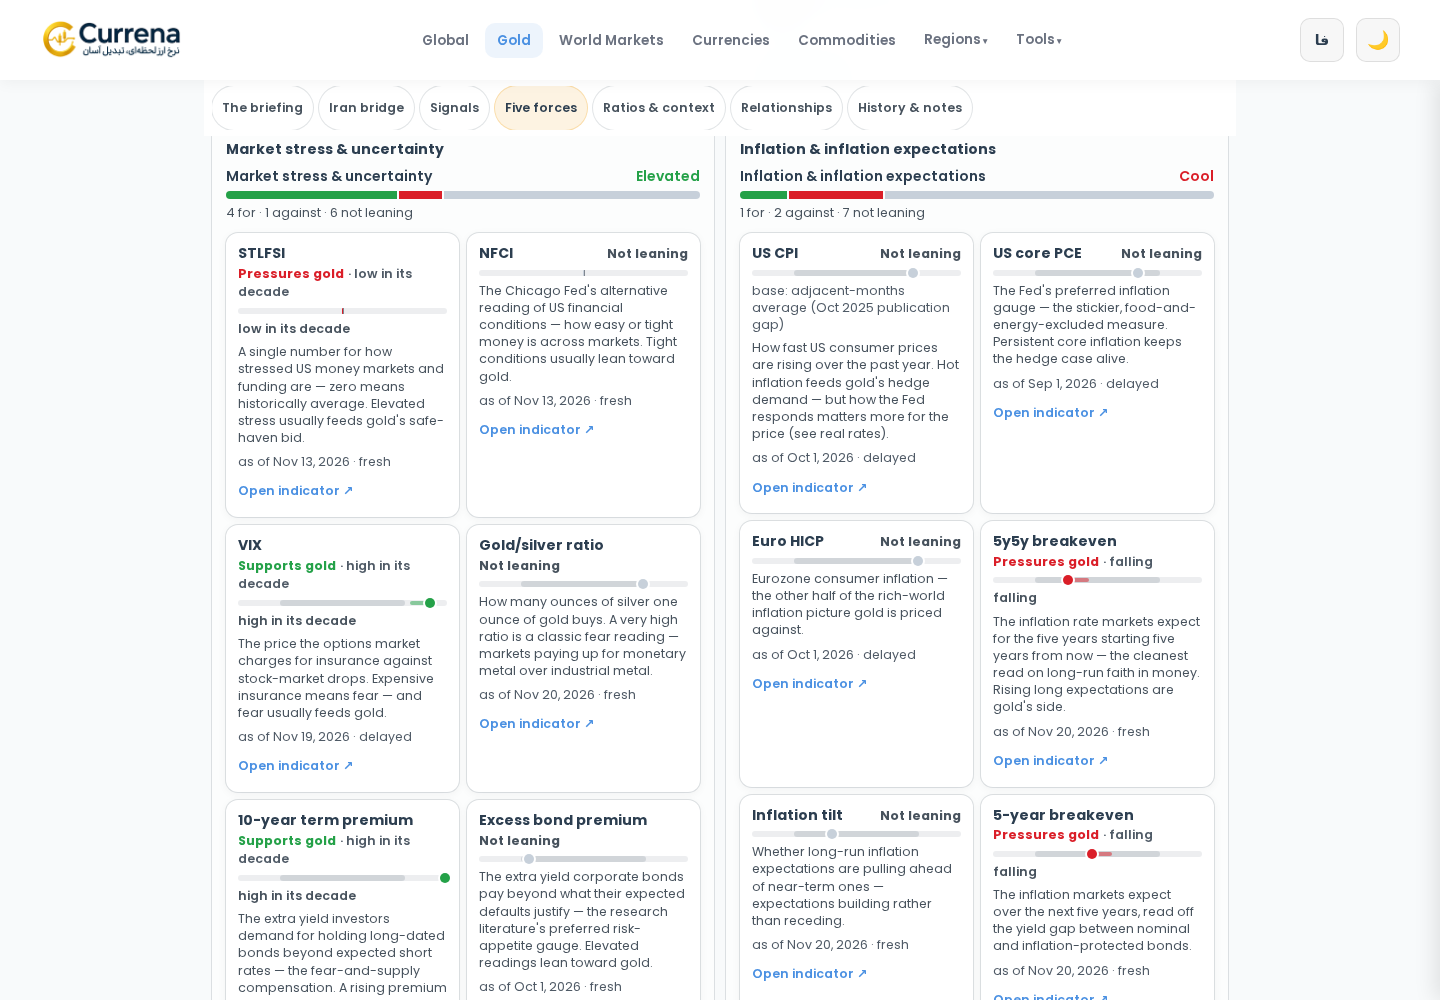 Currena
نرخ ارز لحظه‌ای، تبدیل آسان
Global
Gold
World Markets
Currencies
Commodities
Regions ▾
Tools ▾
فا
The briefing
Iran bridge
Signals
Five forces
Ratios & context
Relationships
History & notes
Market stress & uncertainty
Market stress & uncertainty
Elevated
4 for · 1 against · 6 not leaning
STLFSI
Pressures gold · low in its
decade
low in its decade
A single number for how
stressed US money markets and
funding are — zero means
historically average. Elevated
stress usually feeds gold's safe-
haven bid.
as of Nov 13, 2026 · fresh
Open indicator ↗
NFCI
Not leaning
The Chicago Fed's alternative
reading of US financial
conditions — how easy or tight
money is across markets. Tight
conditions usually lean toward
gold.
as of Nov 13, 2026 · fresh
Open indicator ↗
VIX
Supports gold · high in its
decade
high in its decade
The price the options market
charges for insurance against
stock-market drops. Expensive
insurance means fear — and
fear usually feeds gold.
as of Nov 19, 2026 · delayed
Open indicator ↗
Gold/silver ratio
Not leaning
How many ounces of silver one
ounce of gold buys. A very high
ratio is a classic fear reading —
markets paying up for monetary
metal over industrial metal.
as of Nov 20, 2026 · fresh
Open indicator ↗
10-year term premium
Supports gold · high in its
decade
high in its decade
The extra yield investors
demand for holding long-dated
bonds beyond expected short
rates — the fear-and-supply
compensation. A rising premium
Excess bond premium
Not leaning
The extra yield corporate bonds
pay beyond what their expected
defaults justify — the research
literature's preferred risk-
appetite gauge. Elevated
readings lean toward gold.
as of Oct 1, 2026 · fresh
Inflation & inflation expectations
Inflation & inflation expectations
Cool
1 for · 2 against · 7 not leaning
US CPI
Not leaning
base: adjacent-months
average (Oct 2025 publication
gap)
How fast US consumer prices
are rising over the past year. Hot
inflation feeds gold's hedge
demand — but how the Fed
responds matters more for the
price (see real rates).
as of Oct 1, 2026 · delayed
Open indicator ↗
US core PCE
Not leaning
The Fed's preferred inflation
gauge — the stickier, food-and-
energy-excluded measure.
Persistent core inflation keeps
the hedge case alive.
as of Sep 1, 2026 · delayed
Open indicator ↗
Euro HICP
Not leaning
Eurozone consumer inflation —
the other half of the rich-world
inflation picture gold is priced
against.
as of Oct 1, 2026 · delayed
Open indicator ↗
5y5y breakeven
Pressures gold · falling
falling
The inflation rate markets expect
for the five years starting five
years from now — the cleanest
read on long-run faith in money.
Rising long expectations are
gold's side.
as of Nov 20, 2026 · fresh
Open indicator ↗
Inflation tilt
Not leaning
Whether long-run inflation
expectations are pulling ahead
of near-term ones —
expectations building rather
than receding.
as of Nov 20, 2026 · fresh
Open indicator ↗
5-year breakeven
Pressures gold · falling
falling
The inflation markets expect
over the next five years, read off
the yield gap between nominal
and inflation-protected bonds.
as of Nov 20, 2026 · fresh
Open indicator ↗